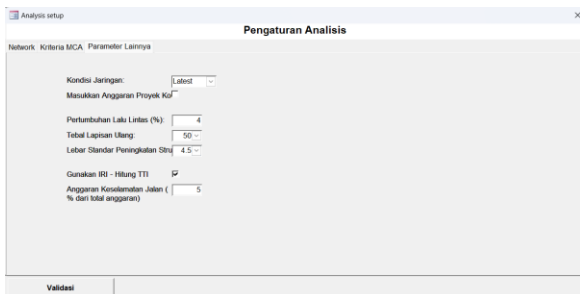 Analysis setup
Pengaturan Analisis
Network Kriteria MCA Parameter Lainnya
Kondisi Jaringan: Latest
Masukkan Anggaran Proyek Ko
Pertumbuhan Lalu Lintas (%): 4
Tebal Lapisan Ulang: 50
Lebar Standar Peningkatan Stru 4.5
Gunakan IRI - Hitung TTI
Anggaran Keselamatan Jalan ( 5
% dari total anggaran)
Validasi